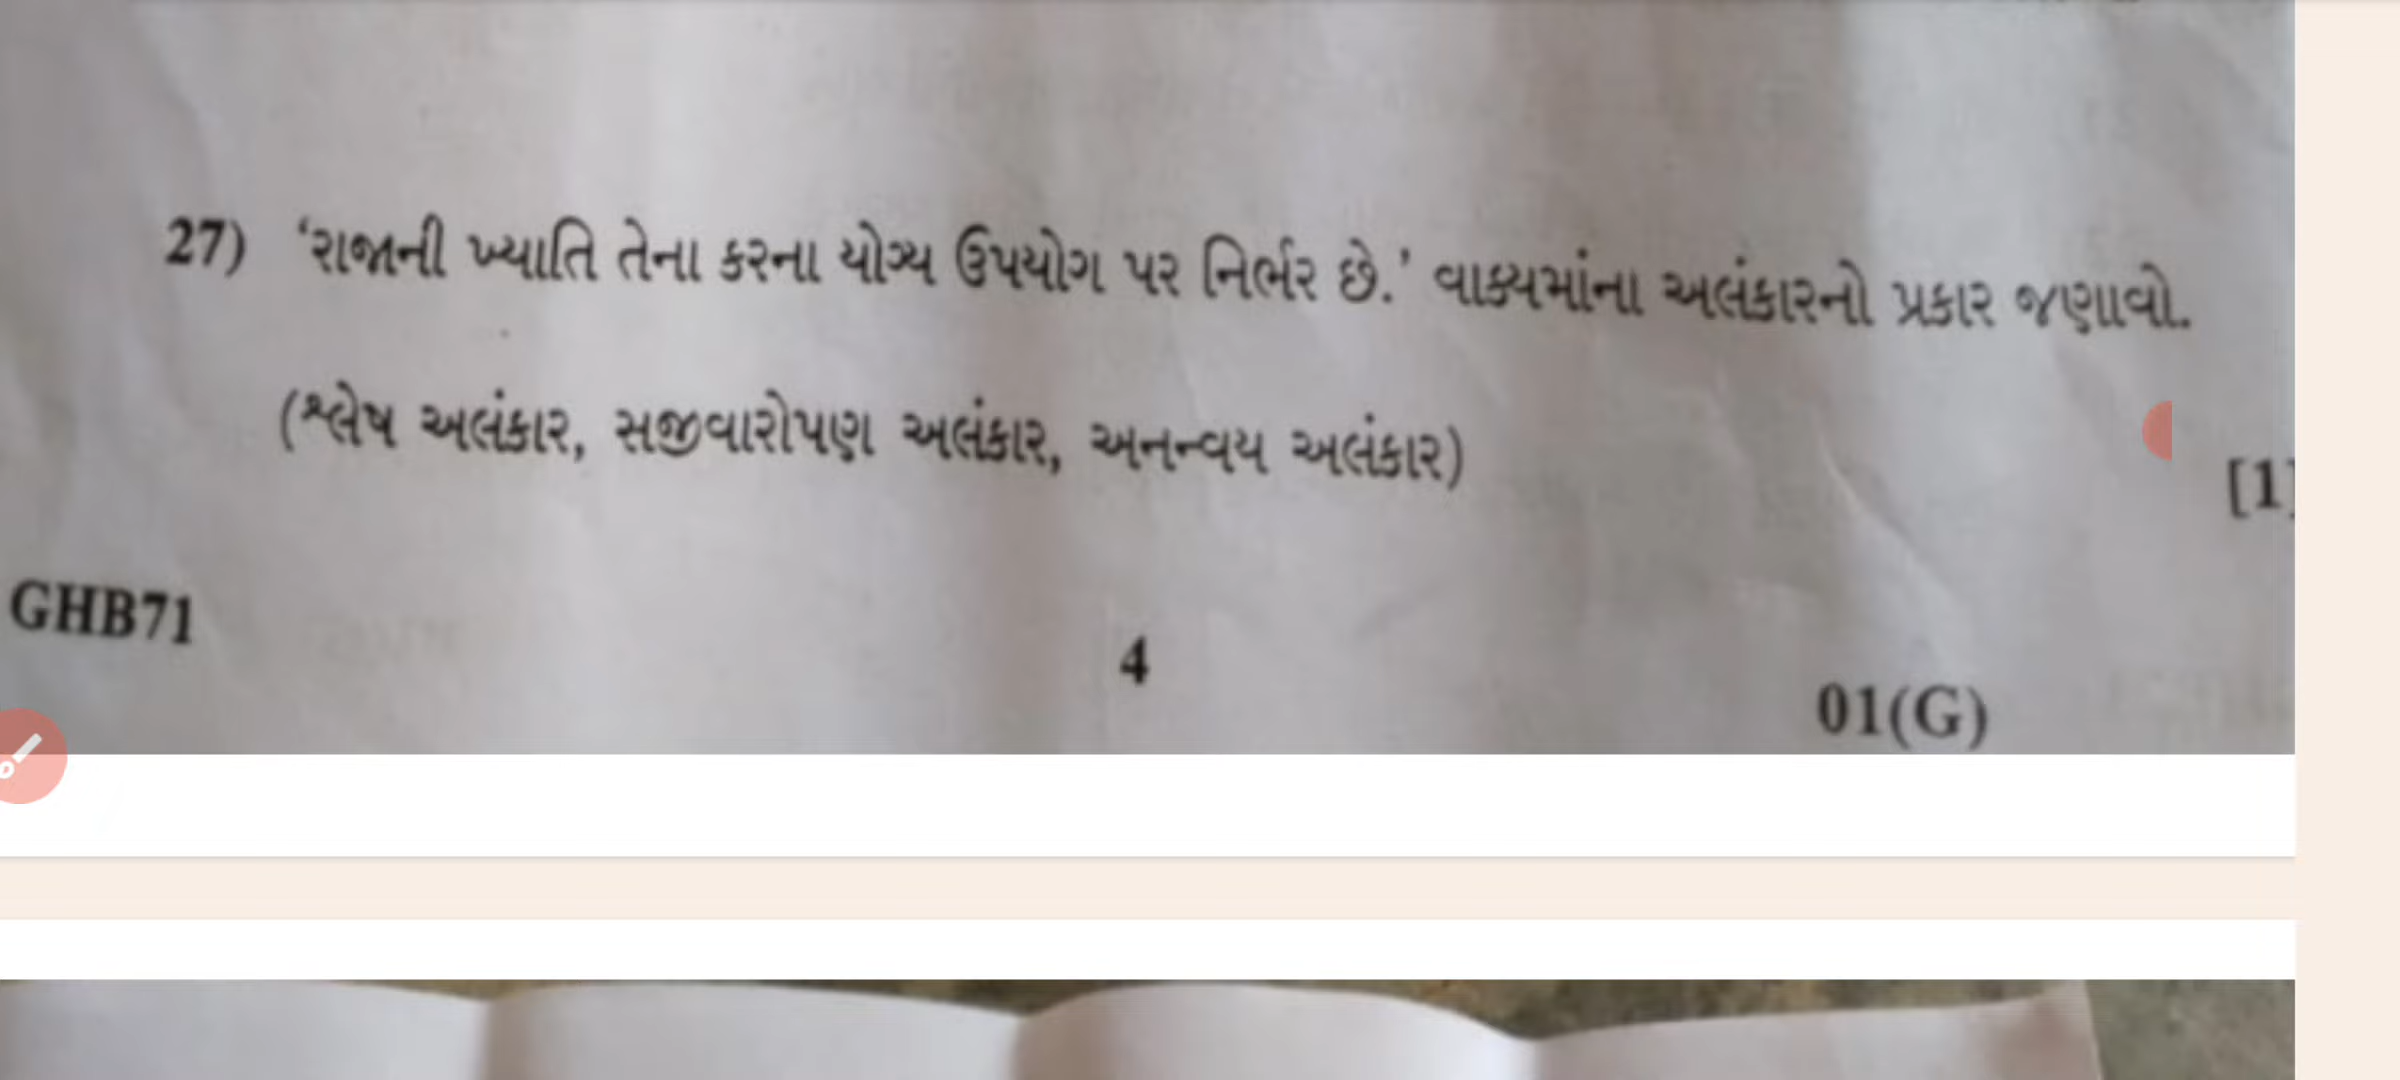 27) 'રાજાની ખ્યાતિ તેના કરના યોગ્ય ઉપયોગ પર નિર્ભર છે.' વાક્યમાંના અલંકારનો પ્રકાર જણાવો.
(શ્લેષ અલંકાર, સજીવારોપણ અલંકાર, અનન્વય અલંકાર)
[1]
GHB71
4
01(G)